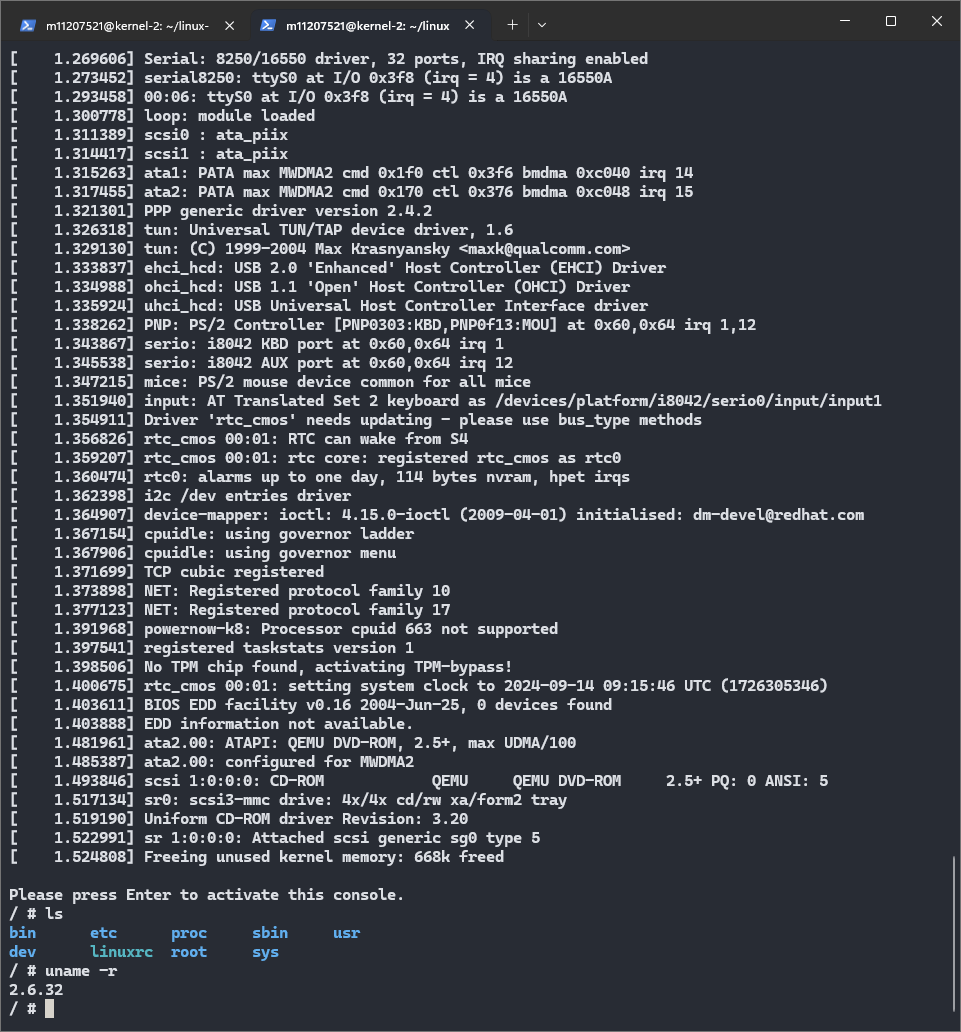 m11207521@kernel-2: ~/linux-
m11207521@kernel-2: ~/linux
[    1.269606] Serial: 8250/16550 driver, 32 ports, IRQ sharing enabled
[    1.273452] serial8250: ttyS0 at I/O 0x3f8 (irq = 4) is a 16550A
[    1.293458] 00:06: ttyS0 at I/O 0x3f8 (irq = 4) is a 16550A
[    1.300778] loop: module loaded
[    1.311389] scsi0 : ata_piix
[    1.314417] scsi1 : ata_piix
[    1.315263] ata1: PATA max MWDMA2 cmd 0x1f0 ctl 0x3f6 bmdma 0xc040 irq 14
[    1.317455] ata2: PATA max MWDMA2 cmd 0x170 ctl 0x376 bmdma 0xc048 irq 15
[    1.321301] PPP generic driver version 2.4.2
[    1.326318] tun: Universal TUN/TAP device driver, 1.6
[    1.329130] tun: (C) 1999-2004 Max Krasnyansky <maxk@qualcomm.com>
[    1.333837] ehci_hcd: USB 2.0 'Enhanced' Host Controller (EHCI) Driver
[    1.334988] ohci_hcd: USB 1.1 'Open' Host Controller (OHCI) Driver
[    1.335924] uhci_hcd: USB Universal Host Controller Interface driver
[    1.338262] PNP: PS/2 Controller [PNP0303:KBD,PNP0f13:MOU] at 0x60,0x64 irq 1,12
[    1.343867] serio: i8042 KBD port at 0x60,0x64 irq 1
[    1.345538] serio: i8042 AUX port at 0x60,0x64 irq 12
[    1.347215] mice: PS/2 mouse device common for all mice
[    1.351940] input: AT Translated Set 2 keyboard as /devices/platform/i8042/serio0/input/input1
[    1.354911] Driver 'rtc_cmos' needs updating - please use bus_type methods
[    1.356826] rtc_cmos 00:01: RTC can wake from S4
[    1.359207] rtc_cmos 00:01: rtc core: registered rtc_cmos as rtc0
[    1.360474] rtc0: alarms up to one day, 114 bytes nvram, hpet irqs
[    1.362398] i2c /dev entries driver
[    1.364907] device-mapper: ioctl: 4.15.0-ioctl (2009-04-01) initialised: dm-devel@redhat.com
[    1.367154] cpuidle: using governor ladder
[    1.367906] cpuidle: using governor menu
[    1.371699] TCP cubic registered
[    1.373898] NET: Registered protocol family 10
[    1.377123] NET: Registered protocol family 17
[    1.391968] powernow-k8: Processor cpuid 663 not supported
[    1.397541] registered taskstats version 1
[    1.398506] No TPM chip found, activating TPM-bypass!
[    1.400675] rtc_cmos 00:01: setting system clock to 2024-09-14 09:15:46 UTC (1726305346)
[    1.403611] BIOS EDD facility v0.16 2004-Jun-25, 0 devices found
[    1.403888] EDD information not available.
[    1.481961] ata2.00: ATAPI: QEMU DVD-ROM, 2.5+, max UDMA/100
[    1.485387] ata2.00: configured for MWDMA2
[    1.493846] scsi 1:0:0:0: CD-ROM            QEMU     QEMU DVD-ROM     2.5+ PQ: 0 ANSI: 5
[    1.517134] sr0: scsi3-mmc drive: 4x/4x cd/rw xa/form2 tray
[    1.519190] Uniform CD-ROM driver Revision: 3.20
[    1.522991] sr 1:0:0:0: Attached scsi generic sg0 type 5
[    1.524808] Freeing unused kernel memory: 668k freed
Please press Enter to activate this console.
/ # ls
bin      etc      proc     sbin     usr
dev      linuxrc  root     sys
/ # uname -r
2.6.32
/ #